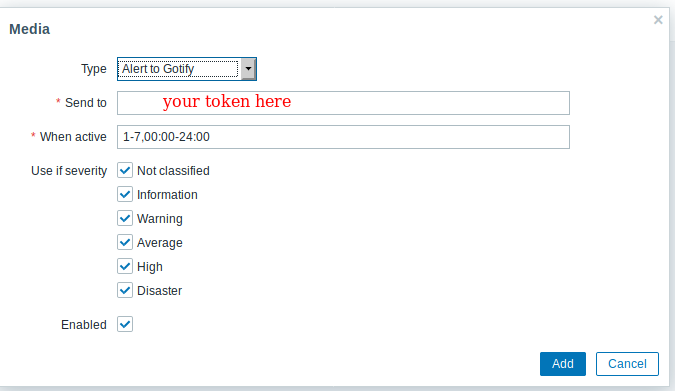 Media
Type Alert to Gotify
* Send to your token here
* When active 1-7,00:00-24:00
Use if severity Not classified
Information
Warning
Average
High
Disaster
Enabled
Add Cancel